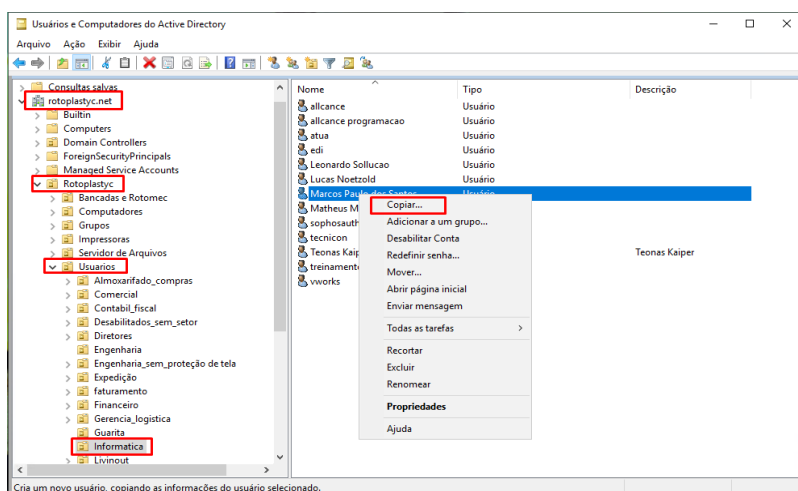 Usuários e Computadores do Active Directory
Arquivo Ação Exibir Ajuda
Consultas salvas
rotoplastyc.net
Builtin
Computers
Domain Controllers
ForeignSecurityPrincipals
Managed Service Accounts
Rotoplastyc
Bancadas e Rotomec
Computadores
Grupos
Impressoras
Servidor de Arquivos
Usuarios
Almoxarifado_compras
Comercial
Contabil_fiscal
Desabilitados_sem_setor
Diretores
Engenharia
Engenharia_sem_proteção de tela
Expedição
faturamento
Financeiro
Gerencia_logistica
Guarita
Informatica
Livinout
Nome Tipo Descrição
allcance Usuário
allcance programacao Usuário
atua Usuário
edi Usuário
Leonardo Sollucao Usuário
Lucas Noetzold Usuário
Marcos Paulo dos Santos Usuário
Matheus M
sophosauth
tecnicon
Teonas Kaip Teonas Kaiper
treinament
vworks
Copiar...
Adicionar a um grupo...
Desabilitar Conta
Redefinir senha...
Mover...
Abrir página inicial
Enviar mensagem
Todas as tarefas
Recortar
Excluir
Renomear
Propriedades
Ajuda
Cria um novo usuário, copiando as informações do usuário selecionado.